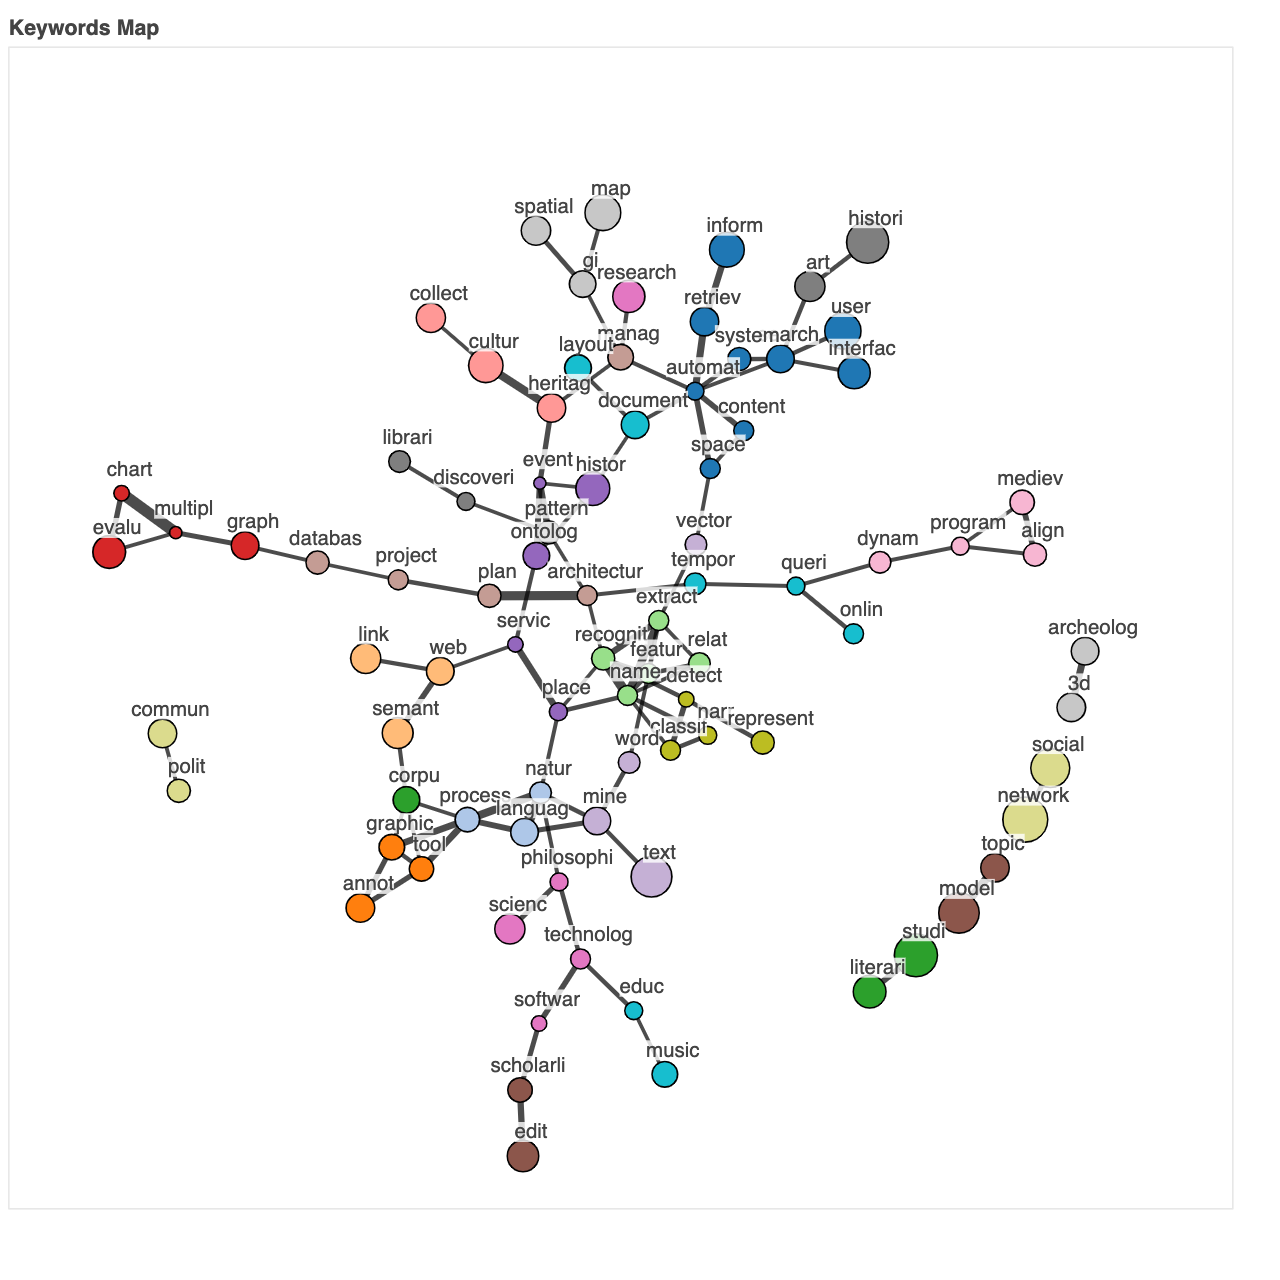 Keywords Map
map
spatial
histori
inform
gi
art
research
collect
retriev
user
manag
systemarch
layout
cultur
interfac
automat
heritag
document
content
librari
space
event
histor
chart
discoveri
mediev
multipl
pattern
graph
vector
program
evalu
ontolog
align
databas
dynam
project
tempor
queri
plan
architectur
extract
onlin
servic
link
recognit
relat
archeolog
web
featur
name
detect
3d
place
semant
commun
narr
represent
classif
word
social
polit
natur
corpu
process
mine
network
languag
graphic
tool
topic
philosophi
text
annot
model
scienc
studi
technolog
literari
educ
softwar
music
scholarli
edit